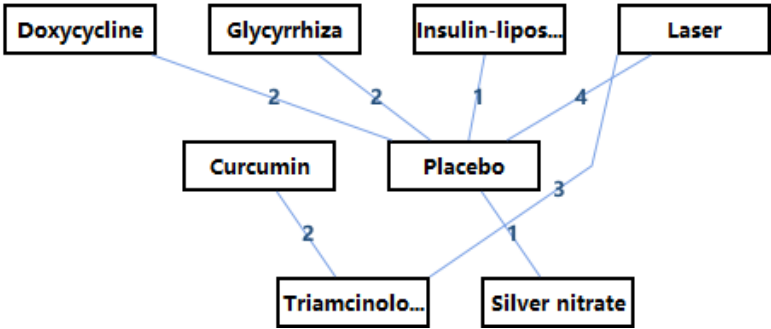 Doxycycline
Glycyrrhiza
Insulin-lipos...
Laser
2
2
1
4
Curcumin
Placebo
3
2
1
Triamcinolo...
Silver nitrate